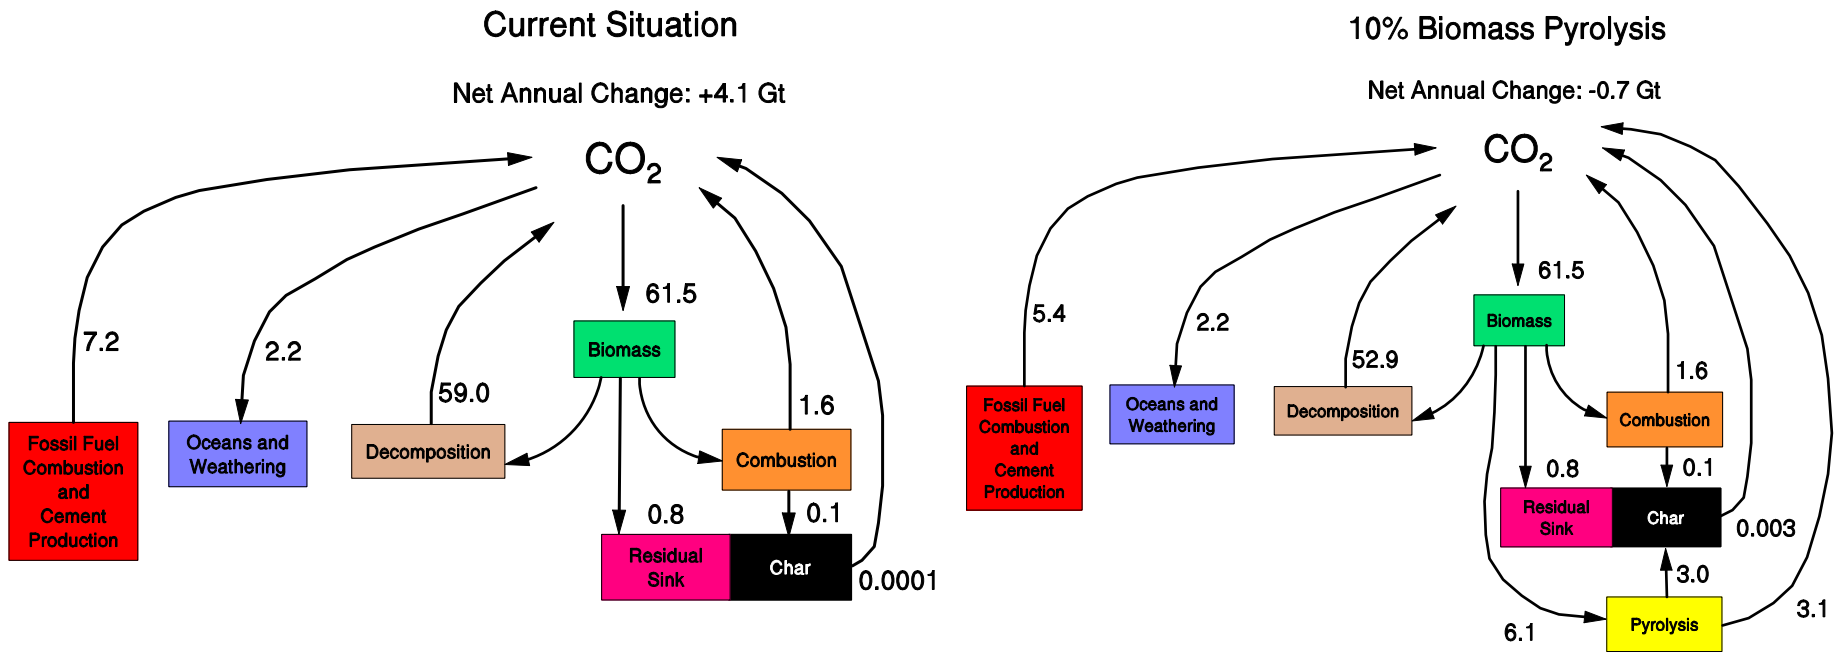 Current Situation
Net Annual Change: +4.1 Gt
CO2
7.2
2.2
59.0
61.5
1.6
Biomass
Fossil Fuel
Combustion
and
Cement
Production
Oceans and
Weathering
Decomposition
Combustion
0.8
0.1
Residual
Sink
Char
0.0001
10% Biomass Pyrolysis
Net Annual Change: -0.7 Gt
CO2
5.4
2.2
52.9
61.5
1.6
Biomass
Fossil Fuel
Combustion
and
Cement
Production
Oceans and
Weathering
Decomposition
Combustion
0.8
0.1
Residual
Sink
Char
0.003
3.0
6.1
Pyrolysis
3.1